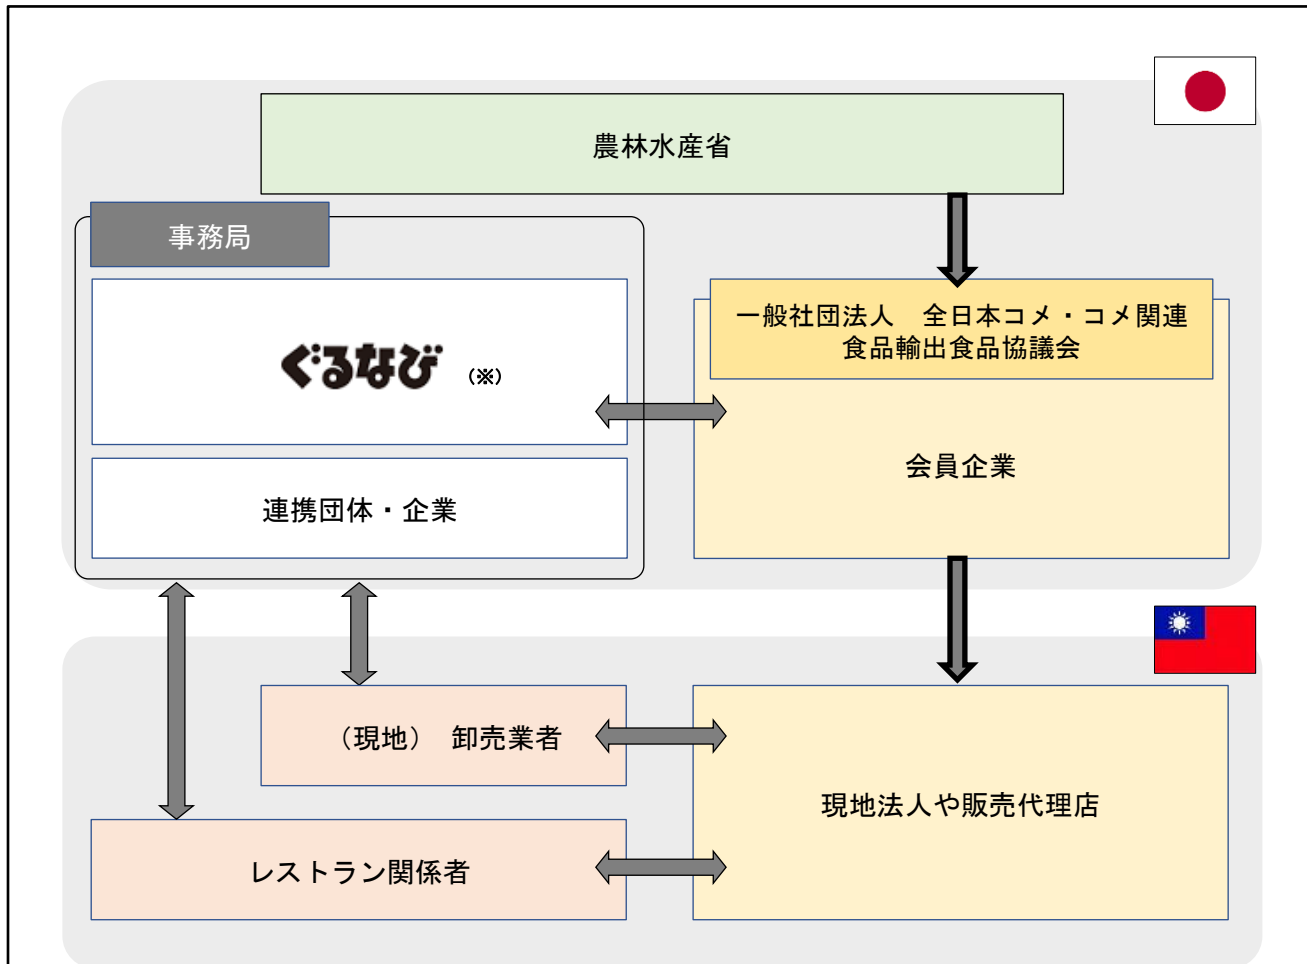 農林水産省
事務局
ぐるなび (※)
連携団体・企業
一般社団法人　全日本コメ・コメ関連
食品輸出食品協議会
会員企業
（現地）　卸売業者
レストラン関係者
現地法人や販売代理店